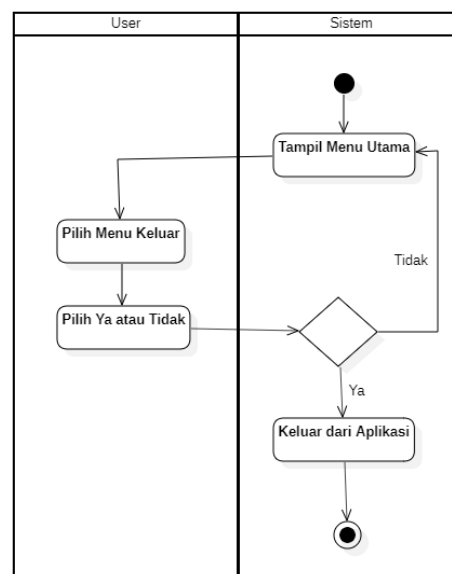 User
Sistem
Tampil Menu Utama
Pilih Menu Keluar
Tidak
Pilih Ya atau Tidak
Ya
Keluar dari Aplikasi